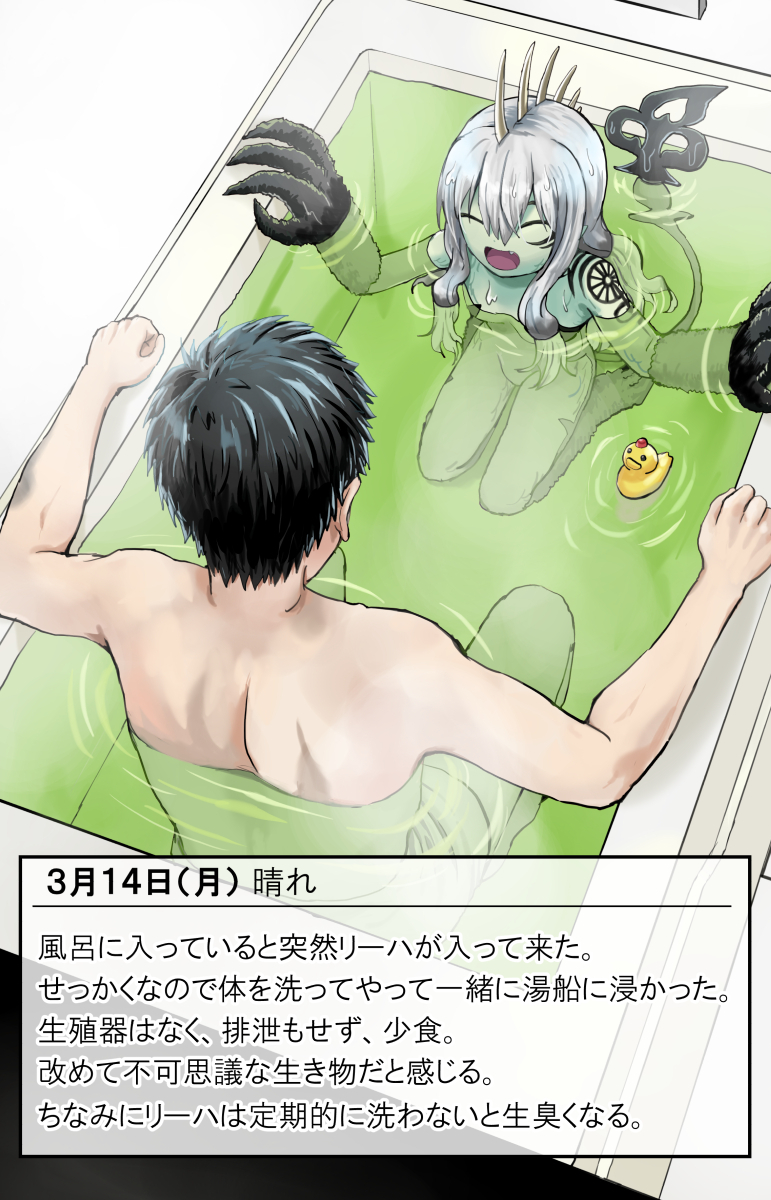 3月14日(月) 晴れ
風呂に入っていると突然リーハが入って来た。
せっかくなので体を洗ってやって一緒に湯船に浸かった。
生殖器はなく、排泄もせず、少食。
改めて不可思議な生き物だと感じる。
ちなみにリーハは定期的に洗わないと生臭くなる。